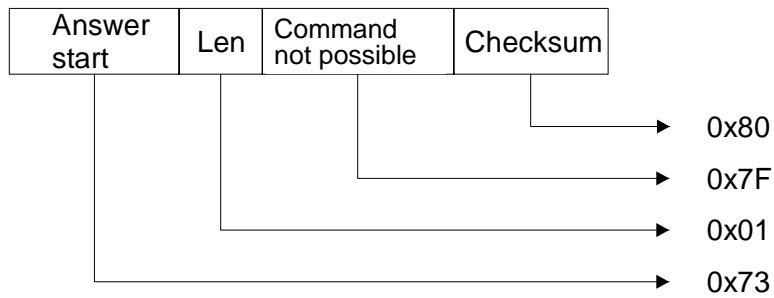 Answer
start
Len
Command
not possible
Checksum
0x80
0x7F
0x01
0x73